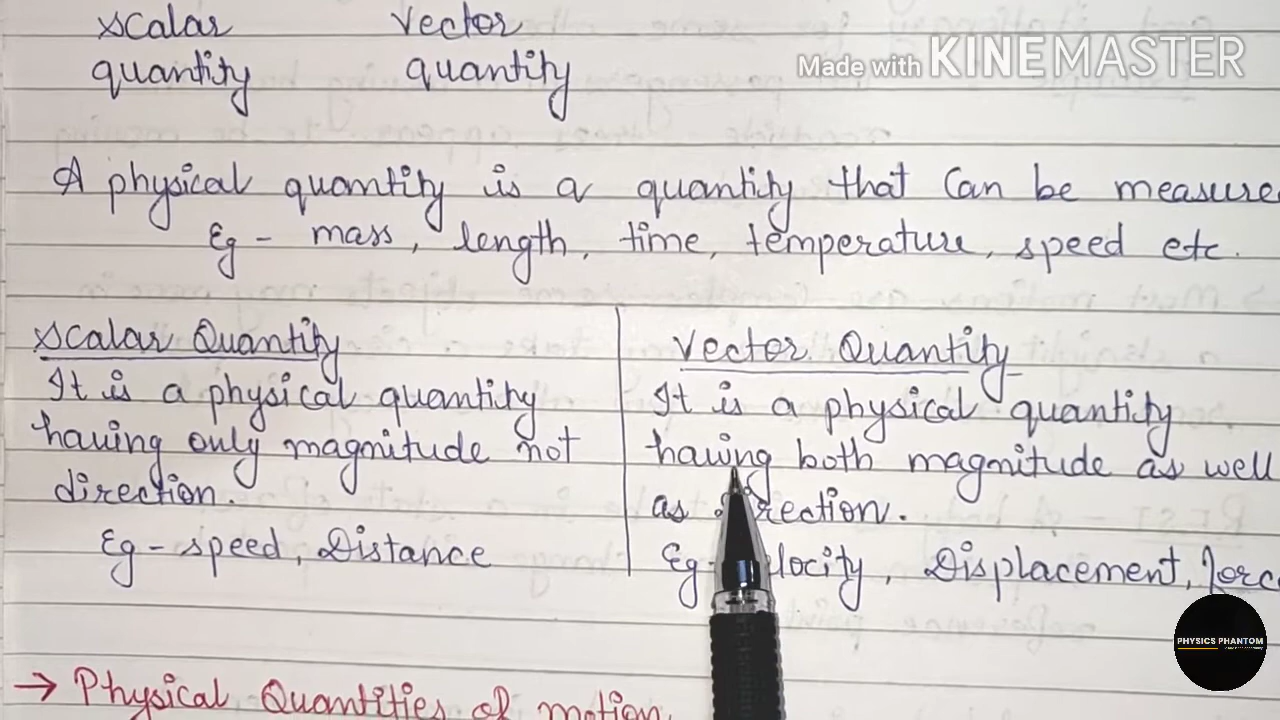 scalar vector
quantity quantity
Made with KINEMASTER
A physical quantity is a quantity that can be measure
Eg - mass, length, time, temperature, speed etc.
Scalar Quantity
It is a physical quantity
having only magnitude not
direction.
Eg - speed, Distance
Vector Quantity
It is a physical quantity
having both magnitude as well
as direction.
Eg - locity, Displacement, Forc
PHYSICS PHANTOM
→ Physical Quantities of motion.